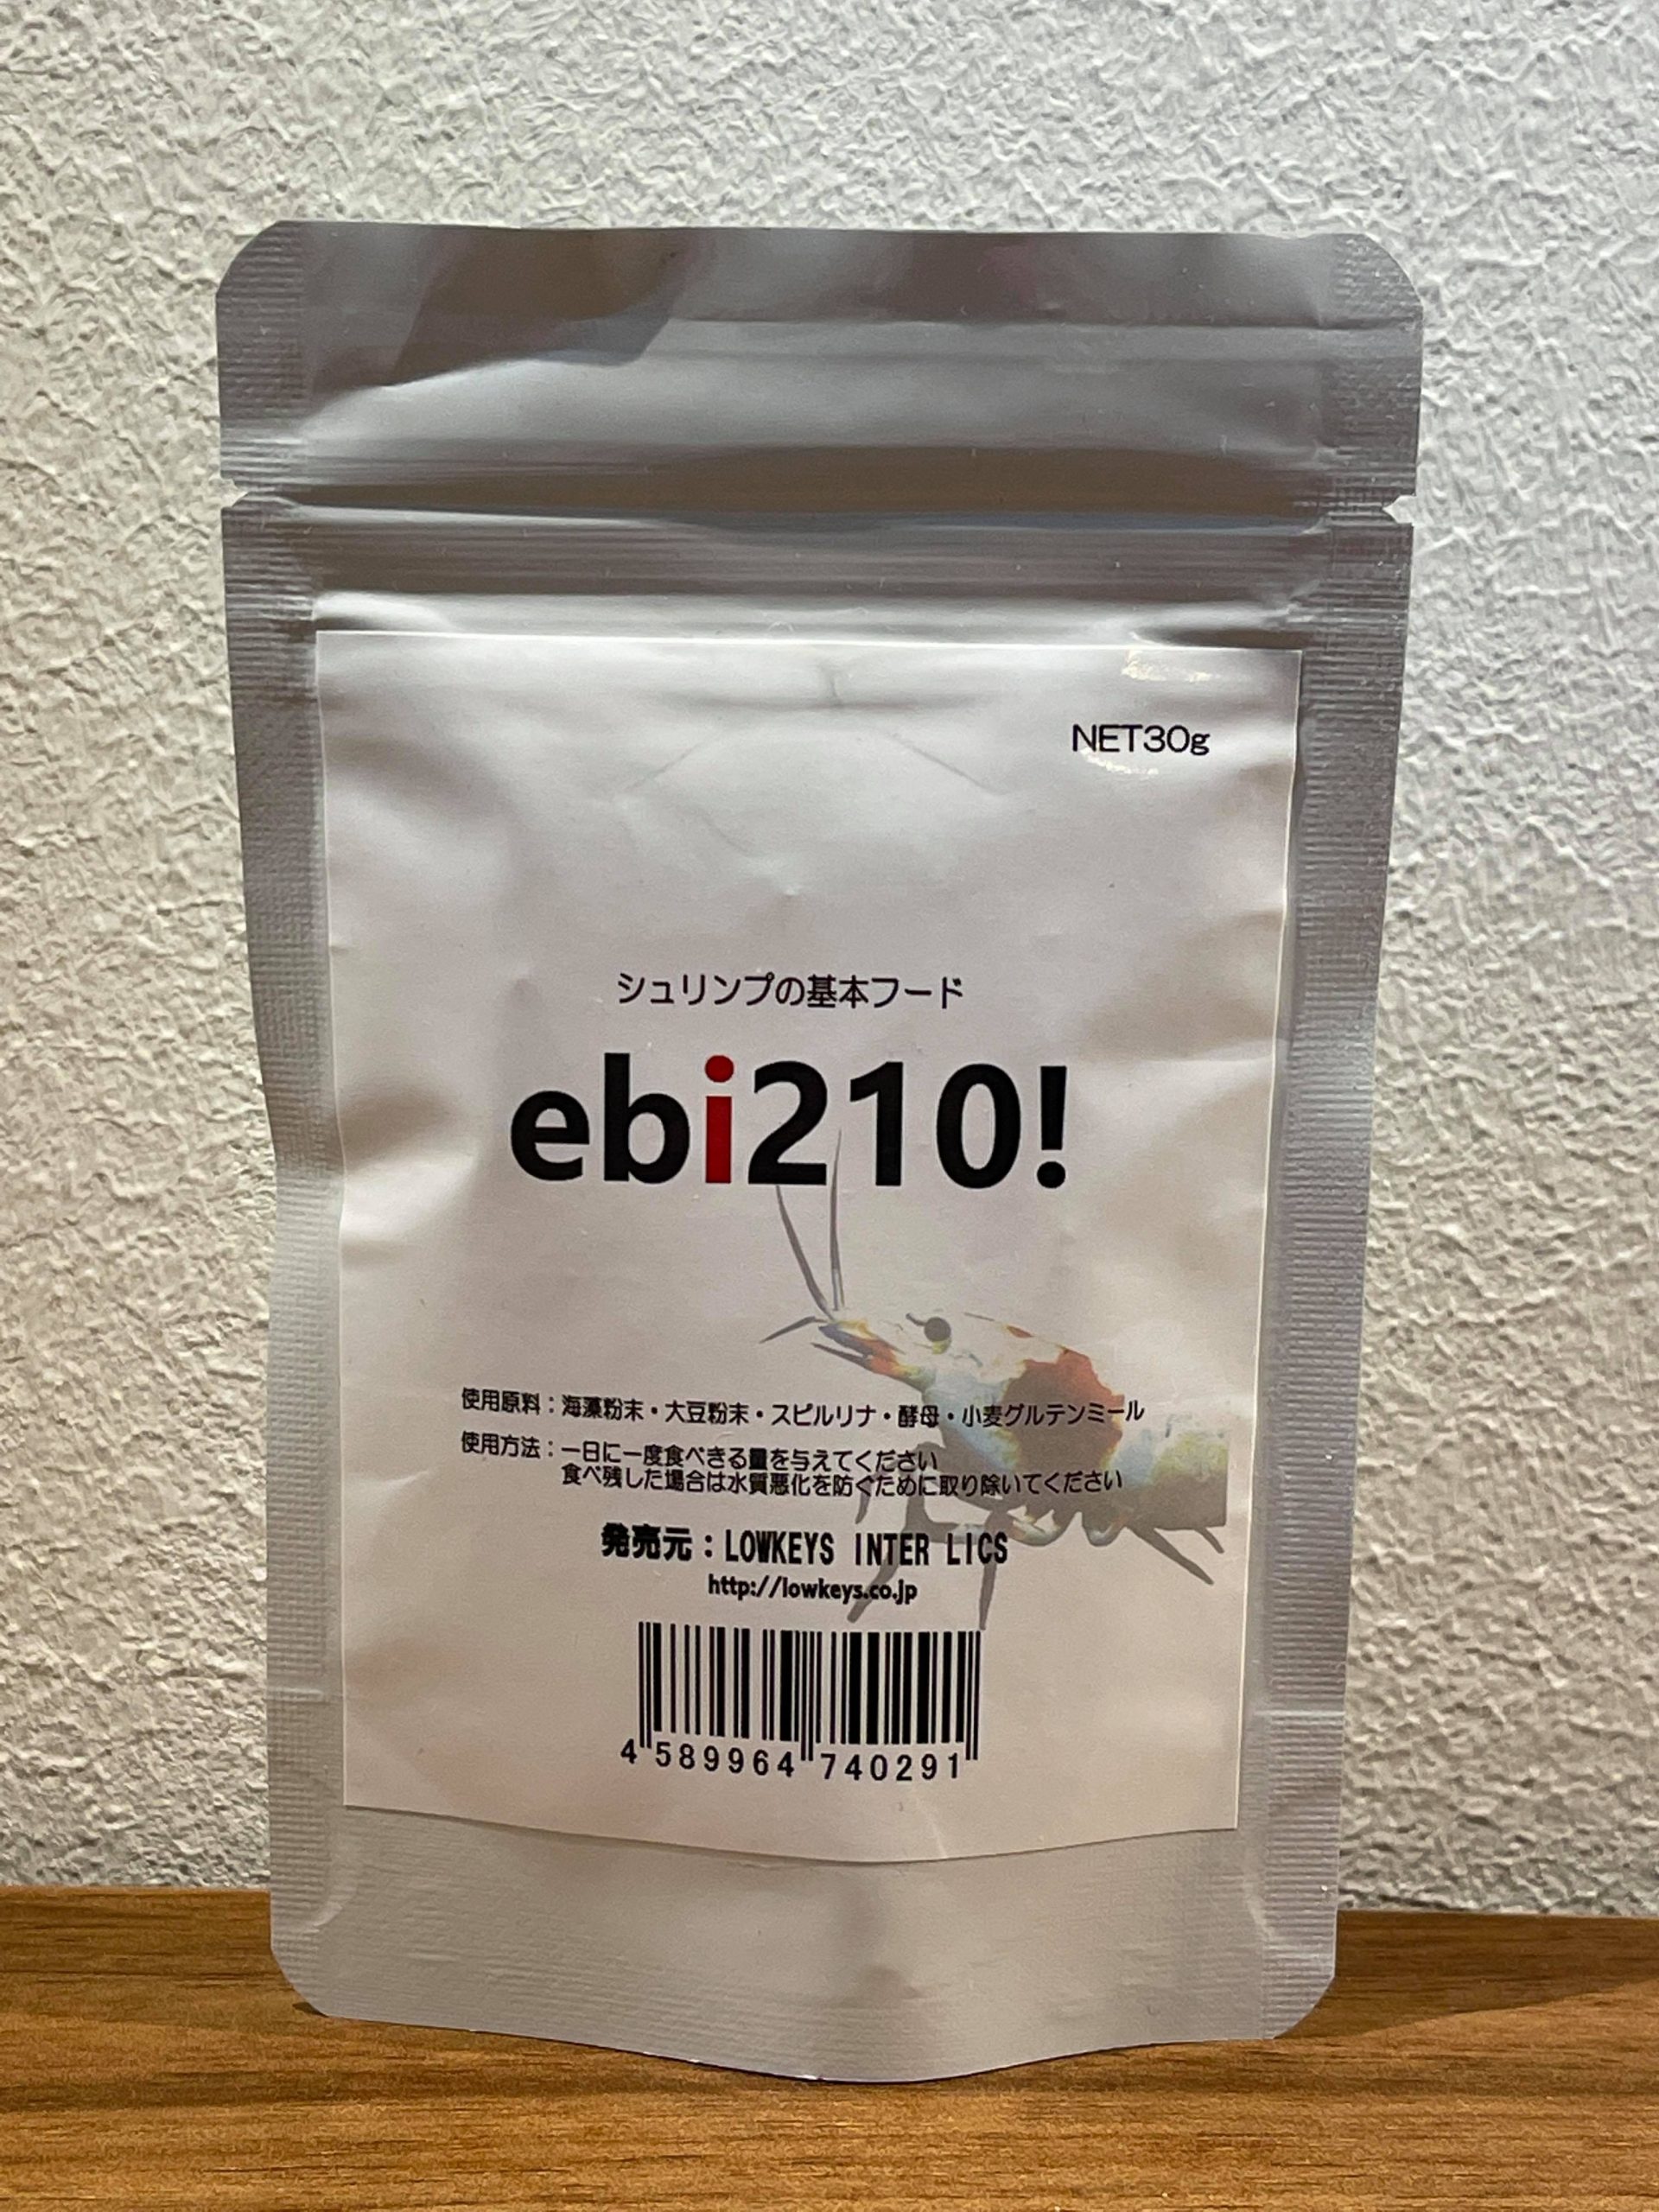 NET30g
シュリンプの基本フード
ebi210!
使用原料：海藻粉末・大豆粉末・スピルリナ・酵母・小麦グルテンミール
使用方法：一日に一度食べきる量を与えてください
食べ残した場合は水質悪化を防ぐために取り除いてください
発売元：LOWKEYS INTER LICS
http://lowkeys.co.jp
4 589964 740291